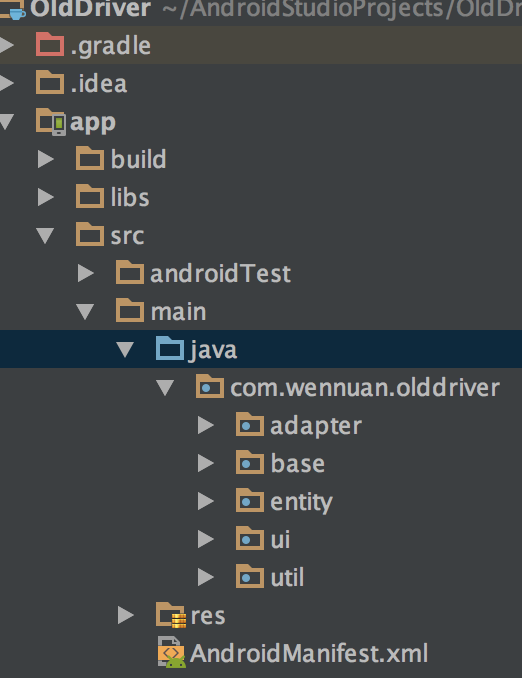 OldDriver ~/AndroidStudioProjects/OldDr
.gradle
.idea
app
build
libs
src
androidTest
main
java
com.wennuan.olddriver
adapter
base
entity
ui
util
res
AndroidManifest.xml